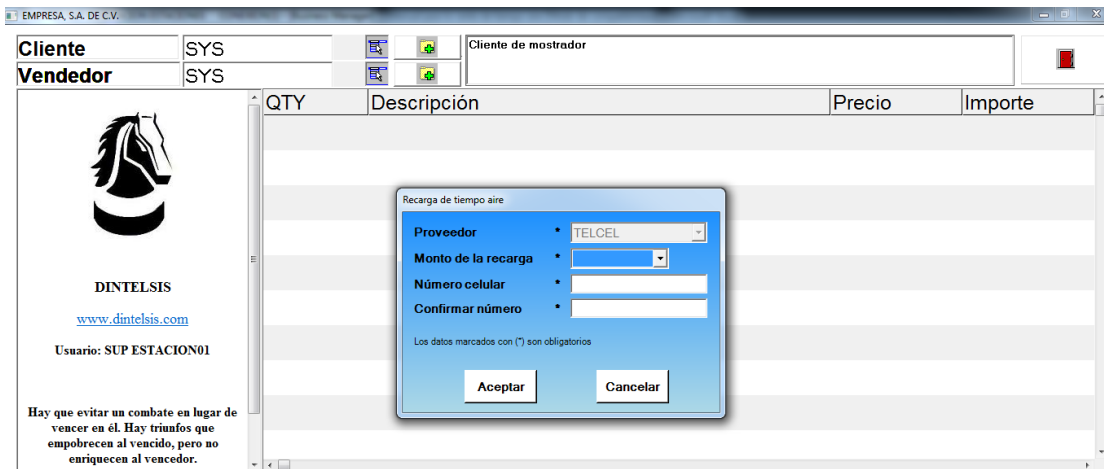 EMPRESA, S.A. DE C.V.
Cliente SYS Cliente de mostrador
Vendedor SYS
QTY Descripción Precio Importe
DINTELSIS
www.dintelsis.com
Usuario: SUP ESTACION01
Hay que evitar un combate en lugar de
vencer en él. Hay triunfos que
empobrecen al vencido, pero no
enriquecen al vencedor.
Recarga de tiempo aire
Proveedor * TELCEL
Monto de la recarga *
Número celular *
Confirmar número *
Los datos marcados con (*) son obligatorios
Aceptar Cancelar